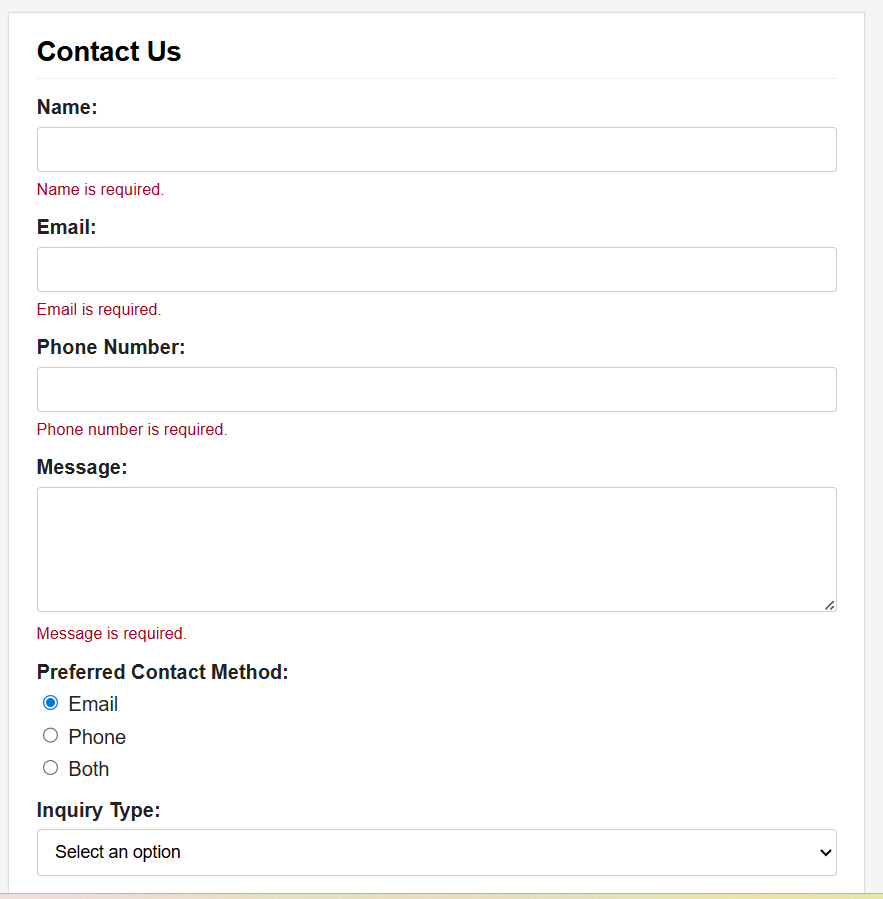 Contact Us
Name:
Name is required.
Email:
Email is required.
Phone Number:
Phone number is required.
Message:
Message is required.
Preferred Contact Method:
Email
Phone
Both
Inquiry Type:
Select an option